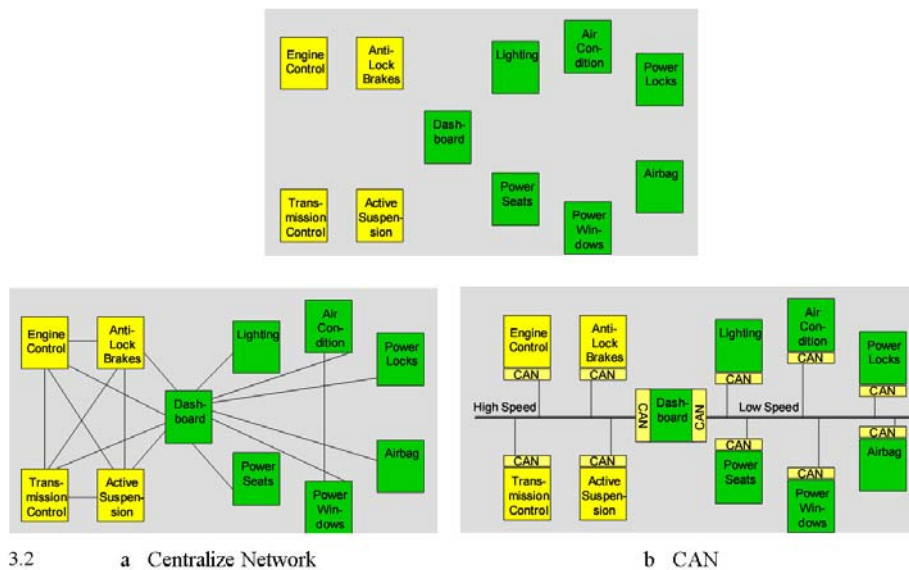 Engine
Control
Anti-
Lock
Brakes
Lighting
Air
Con-
dition
Power
Locks
Dash-
board
Trans-
mission
Control
Active
Suspen-
sion
Power
Seats
Power
Win-
dows
Airbag
Engine
Control
Anti-
Lock
Brakes
Lighting
Air
Con-
dition
Power
Locks
Dash-
board
Trans-
mission
Control
Active
Suspen-
sion
Power
Seats
Power
Win-
dows
Airbag
Engine
Control
CAN
Anti-
Lock
Brakes
CAN
Lighting
CAN
Air
Con-
dition
CAN
Power
Locks
CAN
High Speed
CAN
Dash-
board
CAN
Low Speed
CAN
Trans-
mission
Control
CAN
Active
Suspen-
sion
CAN
Power
Seats
CAN
Power
Win-
dows
CAN
Airbag
3.2 a Centralize Network b CAN